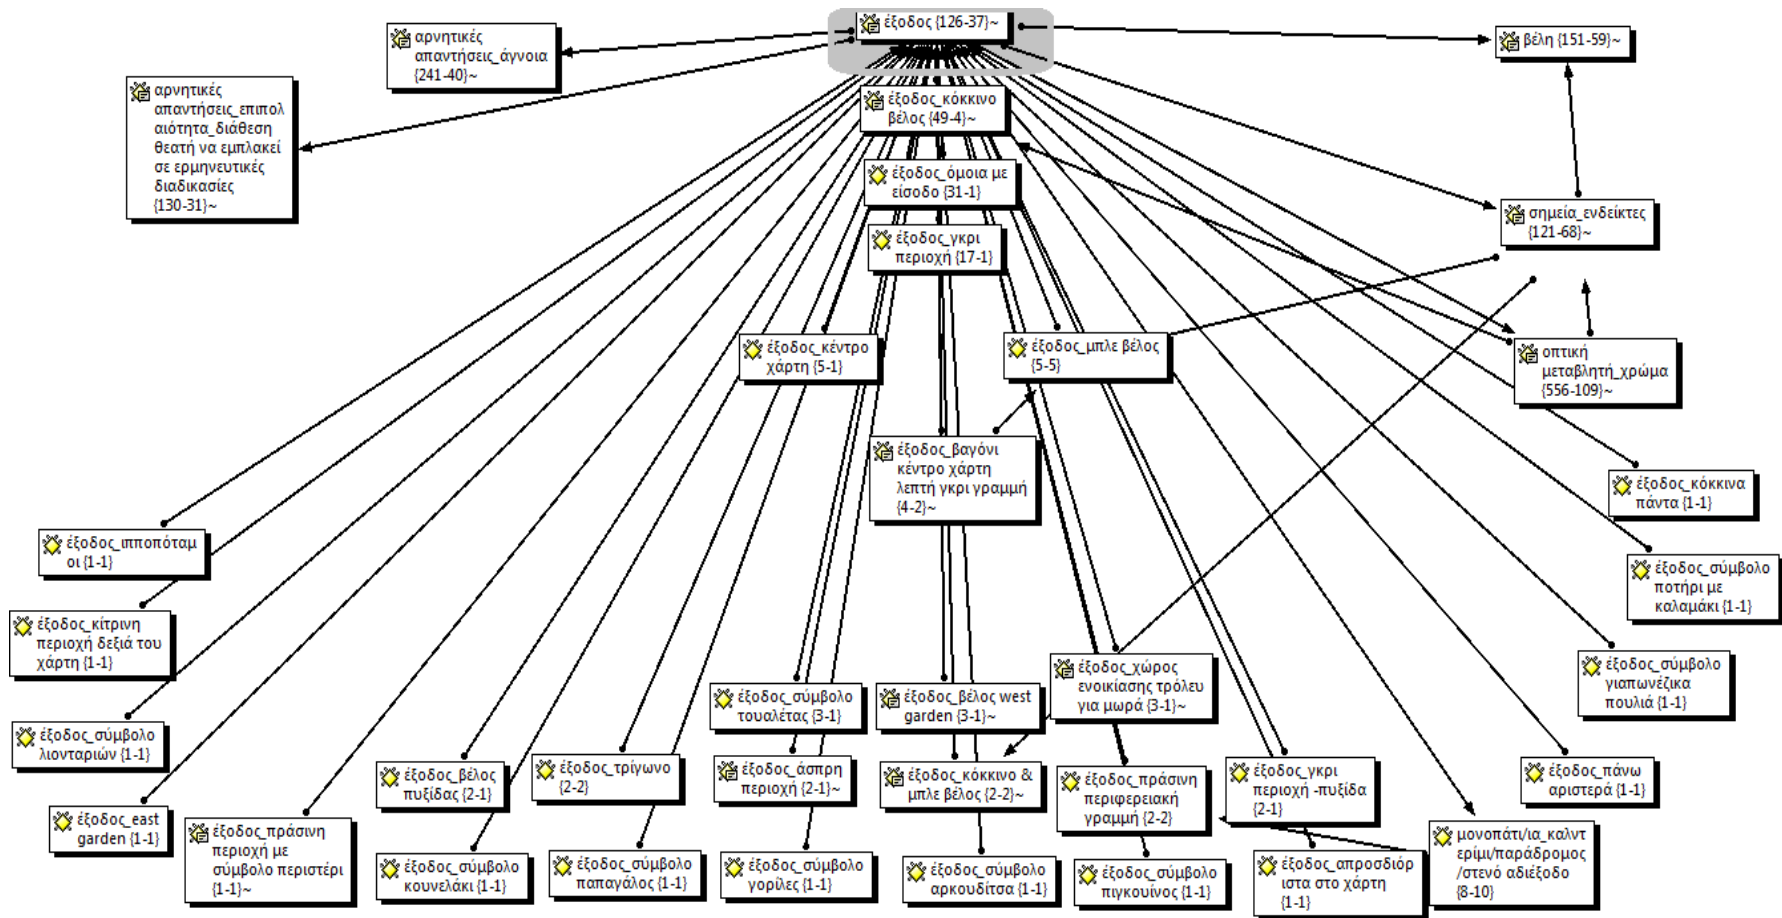 έξοδος {126-37}~
αρνητικές
απαντήσεις_άγνοια
{241-40}~
βέλη {151-59}~
αρνητικές
απαντήσεις_επιπολ
αιότητα_διάθεση
θεατή να εμπλακεί
σε ερμηνευτικές
διαδικασίες
{130-31}~
έξοδος_κόκκινο
βέλος {49-4}~
έξοδος_όμοια με
είσοδο {31-1}
σημεία_ενδείκτες
{121-68}~
έξοδος_γκρι
περιοχή {17-1}
έξοδος_κέντρο
χάρτη {5-1}
έξοδος_μπλε βέλος
{5-5}
οπτική
μεταβλητή_χρώμα
{556-109}~
έξοδος_βαγόνι
κέντρο χάρτη
λεπτή γκρι γραμμή
{4-2}~
έξοδος_κόκκινα
πάντα {1-1}
έξοδος_ιπποπόταμ
οι {1-1}
έξοδος_σύμβολο
ποτήρι με
καλαμάκι {1-1}
έξοδος_κίτρινη
περιοχή δεξιά του
χάρτη {1-1}
έξοδος_χώρος
ενοικίασης τρόλευ
για μωρά {3-1}~
έξοδος_σύμβολο
γιαπωνέζικα
πουλιά {1-1}
έξοδος_σύμβολο
τουαλέτας {3-1}
έξοδος_βέλος west
garden {3-1}~
έξοδος_σύμβολο
λιονταριών {1-1}
έξοδος_βέλος
πυξίδας {2-1}
έξοδος_τρίγωνο
{2-2}
έξοδος_άσπρη
περιοχή {2-1}~
έξοδος_κόκκινο &
μπλε βέλος {2-2}~
έξοδος_πράσινη
περιφερειακή
γραμμή {2-2}
έξοδος_γκρι
περιοχή -πυξίδα
{2-1}
έξοδος_πάνω
αριστερά {1-1}
έξοδος_east
garden {1-1}
έξοδος_πράσινη
περιοχή με
σύμβολο περιστέρι
{1-1}~
έξοδος_σύμβολο
κουνελάκι {1-1}
έξοδος_σύμβολο
παπαγάλος {1-1}
έξοδος_σύμβολο
γορίλες {1-1}
έξοδος_σύμβολο
αρκουδίτσα {1-1}
έξοδος_σύμβολο
πιγκουίνος {1-1}
έξοδος_απροσδιόρ
ιστα στο χάρτη
{1-1}
μονοπάτι/ια_καλντ
ερίμι/παράδρομος
/στενό αδιέξοδο
{8-10}